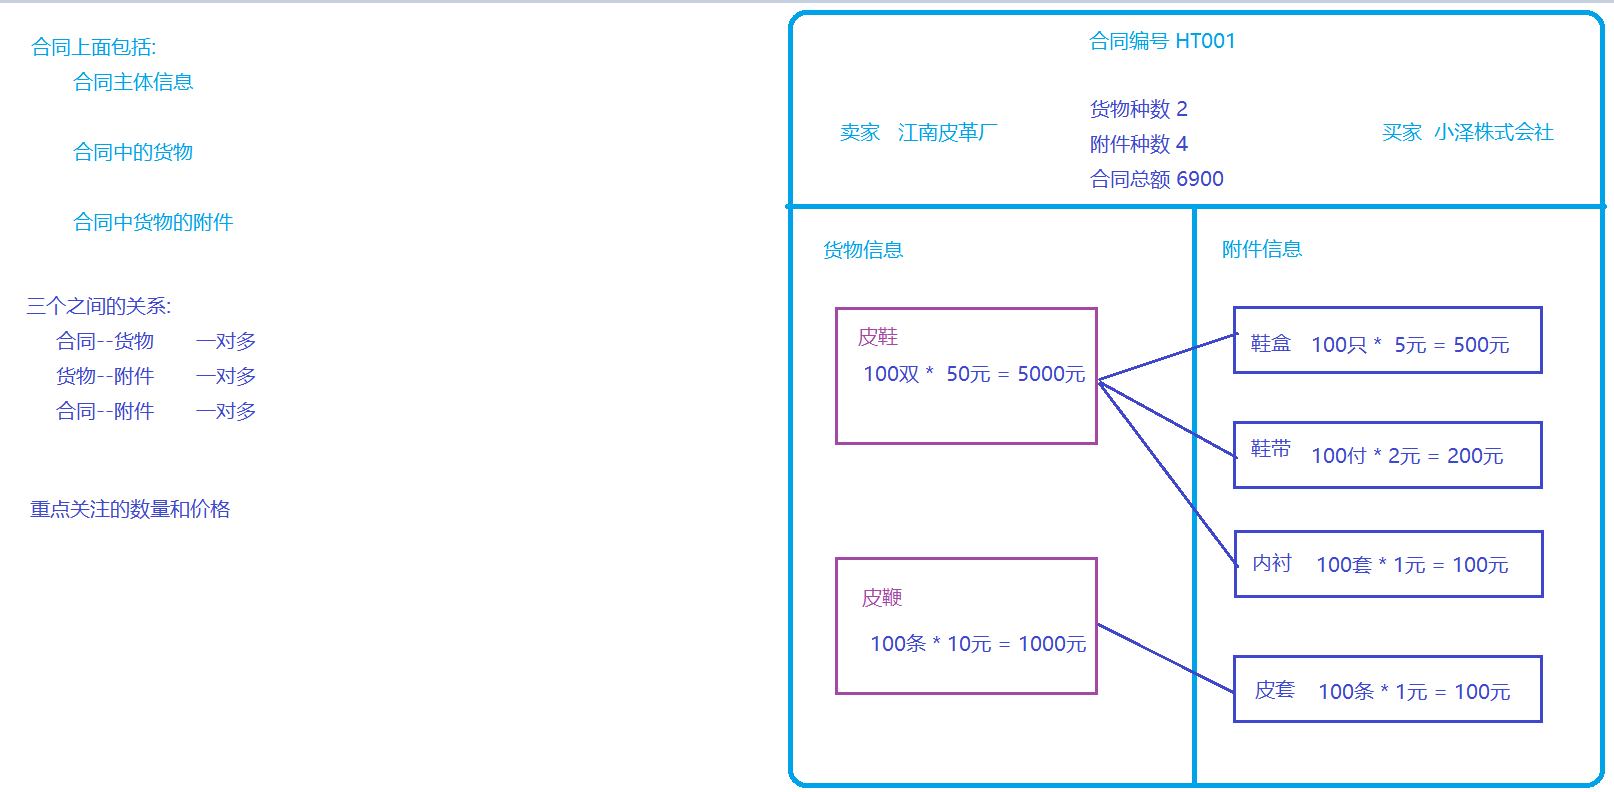 合同上面包括:
合同主体信息
合同中的货物
合同中货物的附件
三个之间的关系:
合同--货物 一对多
货物--附件 一对多
合同--附件 一对多
重点关注的数量和价格
合同编号 HT001
货物种数 2
附件种数 4
合同总额 6900
卖家 江南皮革厂
买家 小泽株式会社
货物信息
皮鞋
100双 * 50元 = 5000元
皮鞭
100条 * 10元 = 1000元
附件信息
鞋盒 100只 * 5元 = 500元
鞋带 100付 * 2元 = 200元
内衬 100套 * 1元 = 100元
皮套 100条 * 1元 = 100元